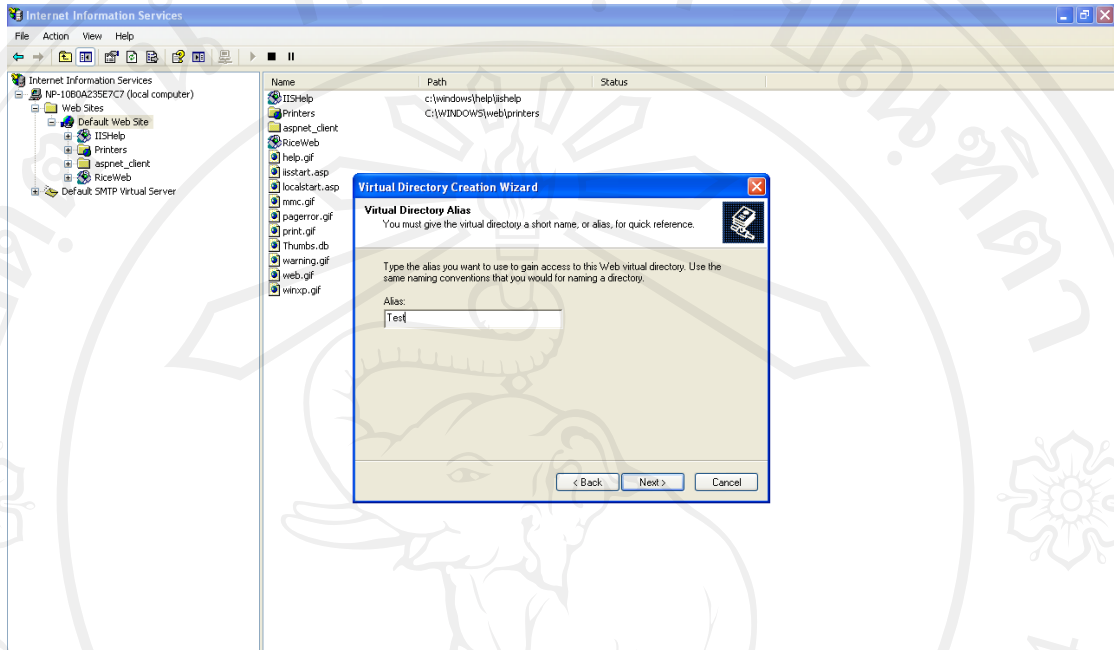 Internet Information Services
File Action View Help
Internet Information Services
NP-10B0A235E7C7 (local computer)
Web Sites
Default Web Site
IISHelp
Printers
aspnet_client
RiceWeb
Default SMTP Virtual Server
Name Path Status
IISHelp c:\windows\help\iishelp
Printers C:\WINDOWS\web\printers
aspnet_client
RiceWeb
help.gif
iisstart.asp
localstart.asp
mmc.gif
pagerror.gif
print.gif
Thumbs.db
warning.gif
web.gif
winxp.gif
Virtual Directory Creation Wizard
Virtual Directory Alias
You must give the virtual directory a short name, or alias, for quick reference.
Type the alias you want to use to gain access to this Web virtual directory. Use the
same naming conventions that you would for naming a directory.
Alias:
Test
< Back Next > Cancel